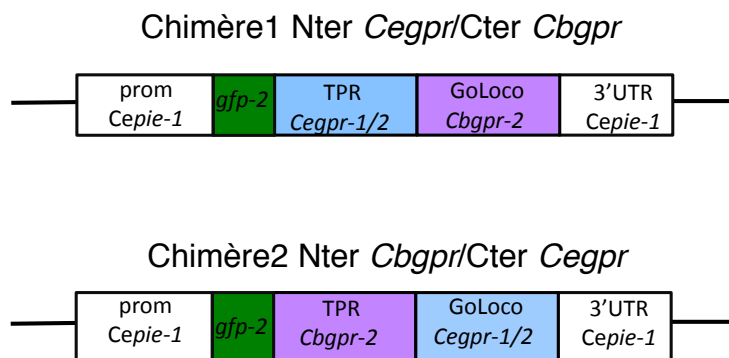 Chimère1 Nter Cegpr/Cter Cbgpr
prom
Cepie-1
gfp-2
TPR
Cegpr-1/2
GoLoco
Cbgpr-2
3'UTR
Cepie-1
Chimère2 Nter Cbgpr/Cter Cegpr
prom
Cepie-1
gfp-2
TPR
Cbgpr-2
GoLoco
Cegpr-1/2
3'UTR
Cepie-1